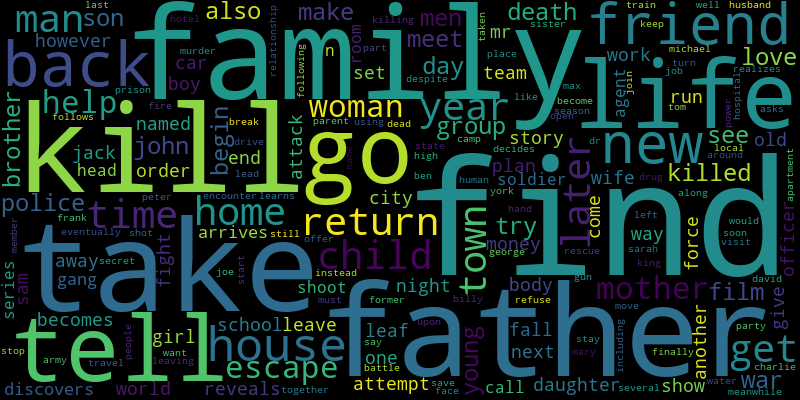 family
kill
find
go
take
father
tell
life
friend
back
new
return
man
son
also
make
men
death
last
hotel
relationship
killing
part
murder
following
n
set
despite
place
mr
taken
meet
room
car
boy
however
prison
day
team
like
become
season
open
sister
train
well
husband
keep
michael
turn
job
work
join
tom
agent
max
love
realizes
asks
hospital
power
run
help
brother
follows
fire
break
named
drive
lead
using
dead
parent
attack
woman
year
group
state
camp
high
ben
begin
jack
john
head
order
end
story
decides
dr
local
around
drug
see
old
killed
apartment
police
time
peter
home
encounter
learns
still
offer
city
plan
human
york
soldier
wife
later
come
along
left
would
soon
visit
way
sarah
king
rescue
force
officer
david
frank
eventually
shot
arrives
away
secret
fight
joe
start
instead
child
night
must
former
town
try
money
george
hand
gun
mother
film
give
series
member
gang
sam
shoot
billy
body
refuse
move
party
becomes
school
leave
house
leaf
upon
fall
stay
mary
including
finally
another
get
charlie
stop
people
army
travel
want
girl
leaving
say
one
battle
young
next
water
war
meanwhile
discovers
world
reveals
together
escape
attempt
save
face
call
daughter
several
show